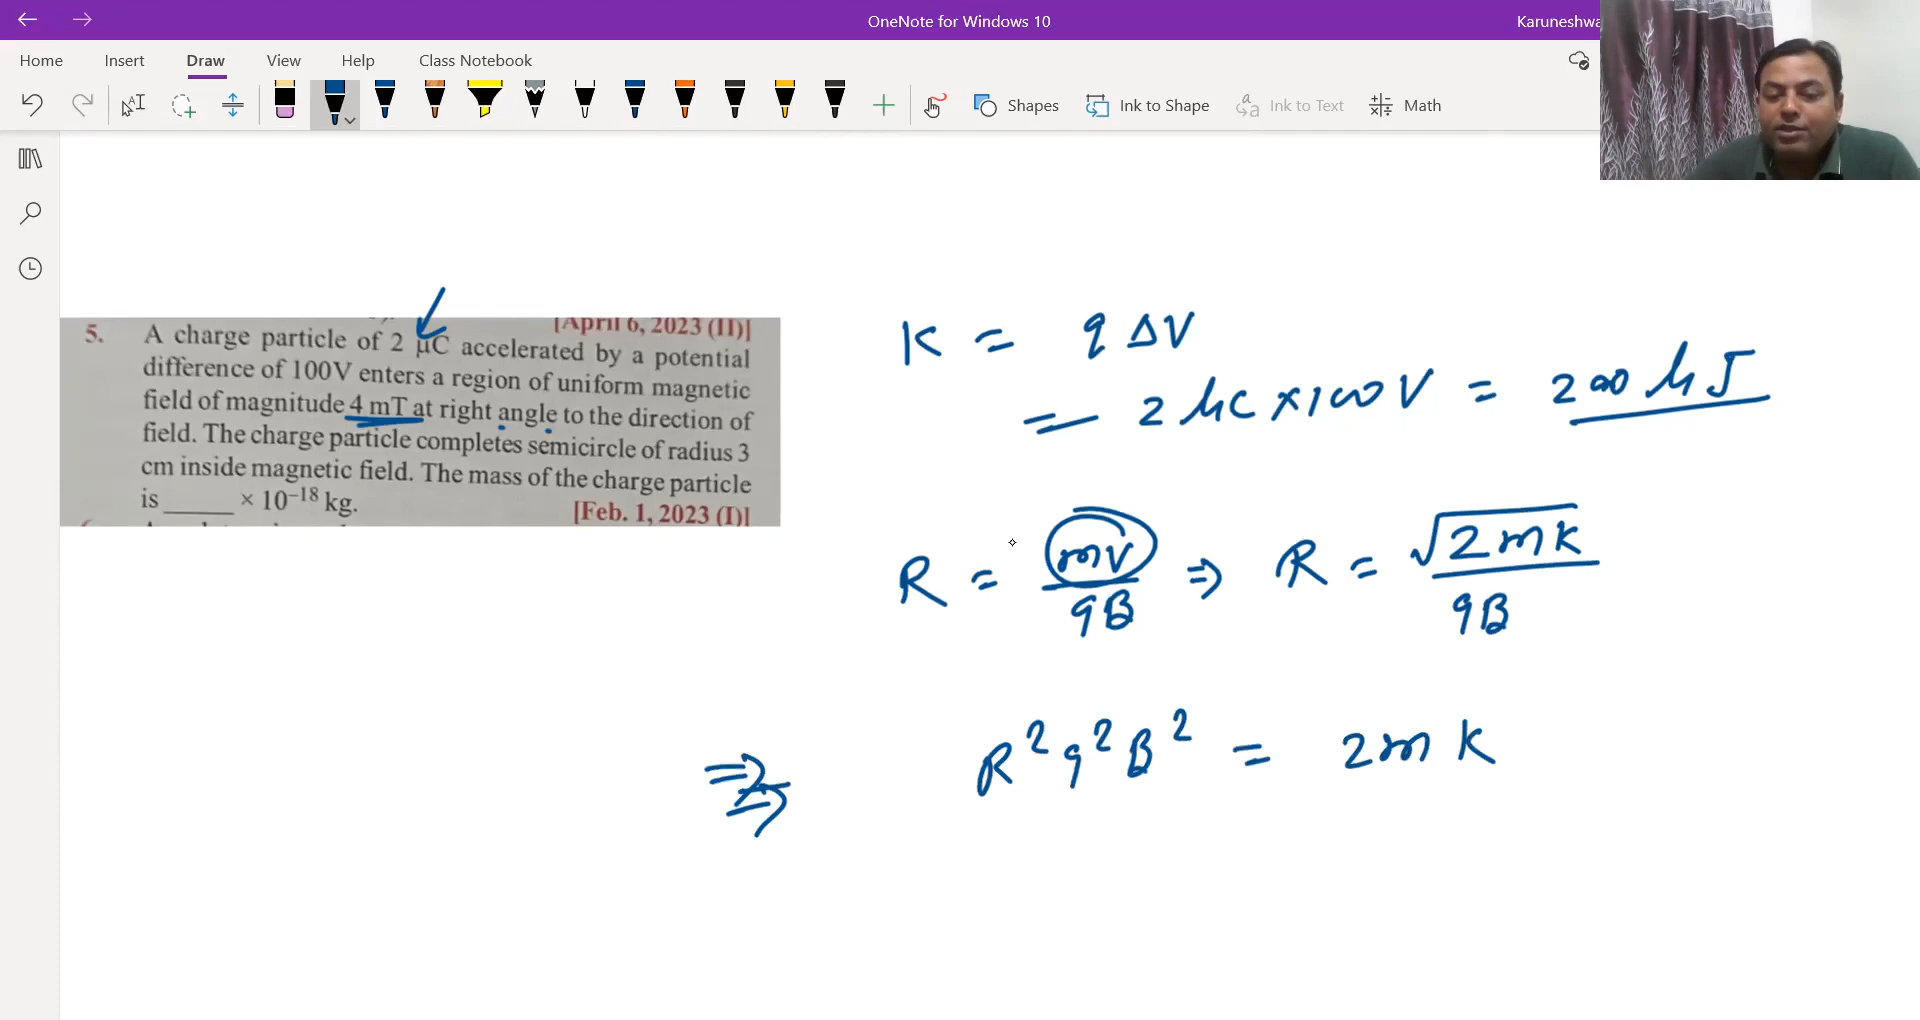 OneNote for Windows 10
Karuneshwa
Home Insert Draw View Help Class Notebook
Shapes Ink to Shape Ink to Text Math
[April 6, 2023 (II)]
5. A charge particle of 2 μC accelerated by a potential
difference of 100V enters a region of uniform magnetic
field of magnitude 4 mT at right angle to the direction of
field. The charge particle completes semicircle of radius 3
cm inside magnetic field. The mass of the charge particle
is ______ × 10⁻¹⁸ kg.
[Feb. 1, 2023 (I)]
K = qΔV
= 2 μC × 100 V = 200 μJ
R = mv/qB ⇒ R = √2mK/qB
⇒ R²q²B² = 2mK